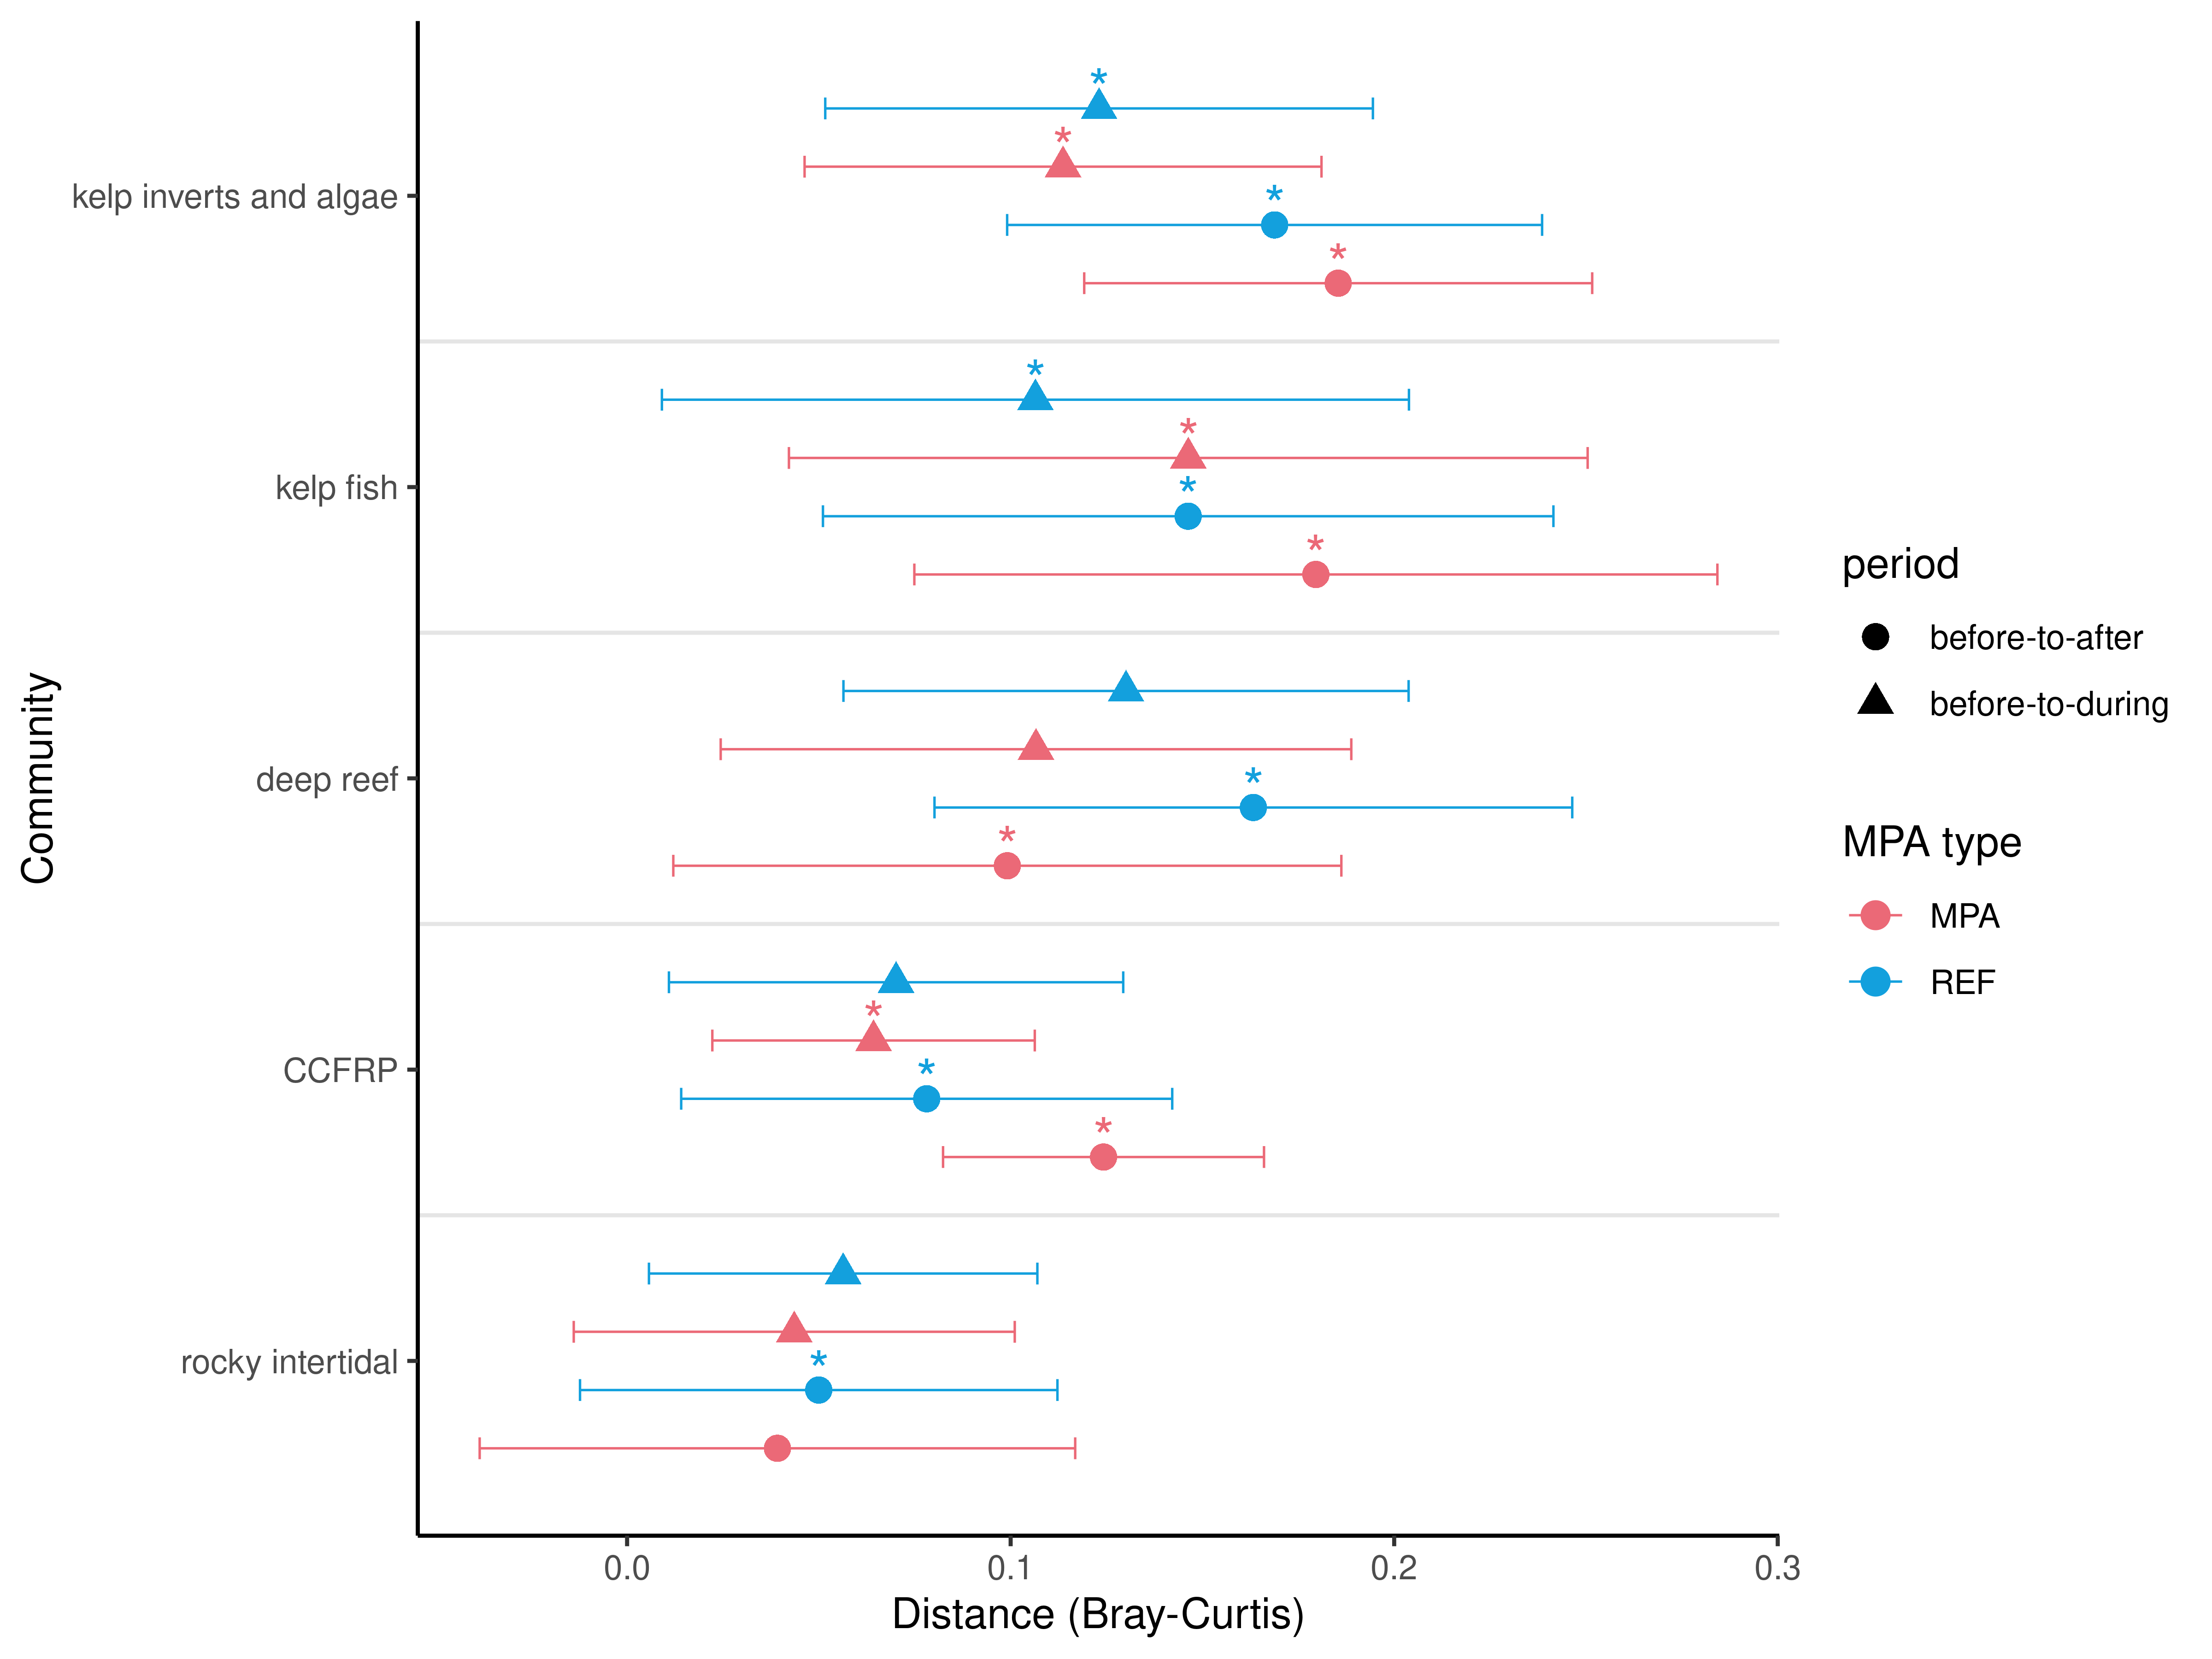 kelp inverts and algae
kelp fish
deep reef
CCFRP
rocky intertidal
Community
*
*
*
*
*
*
*
*
*
*
*
*
*
*
0.0 0.1 0.2 0.3
Distance (Bray-Curtis)
period
before-to-after
before-to-during
MPA type
MPA
REF